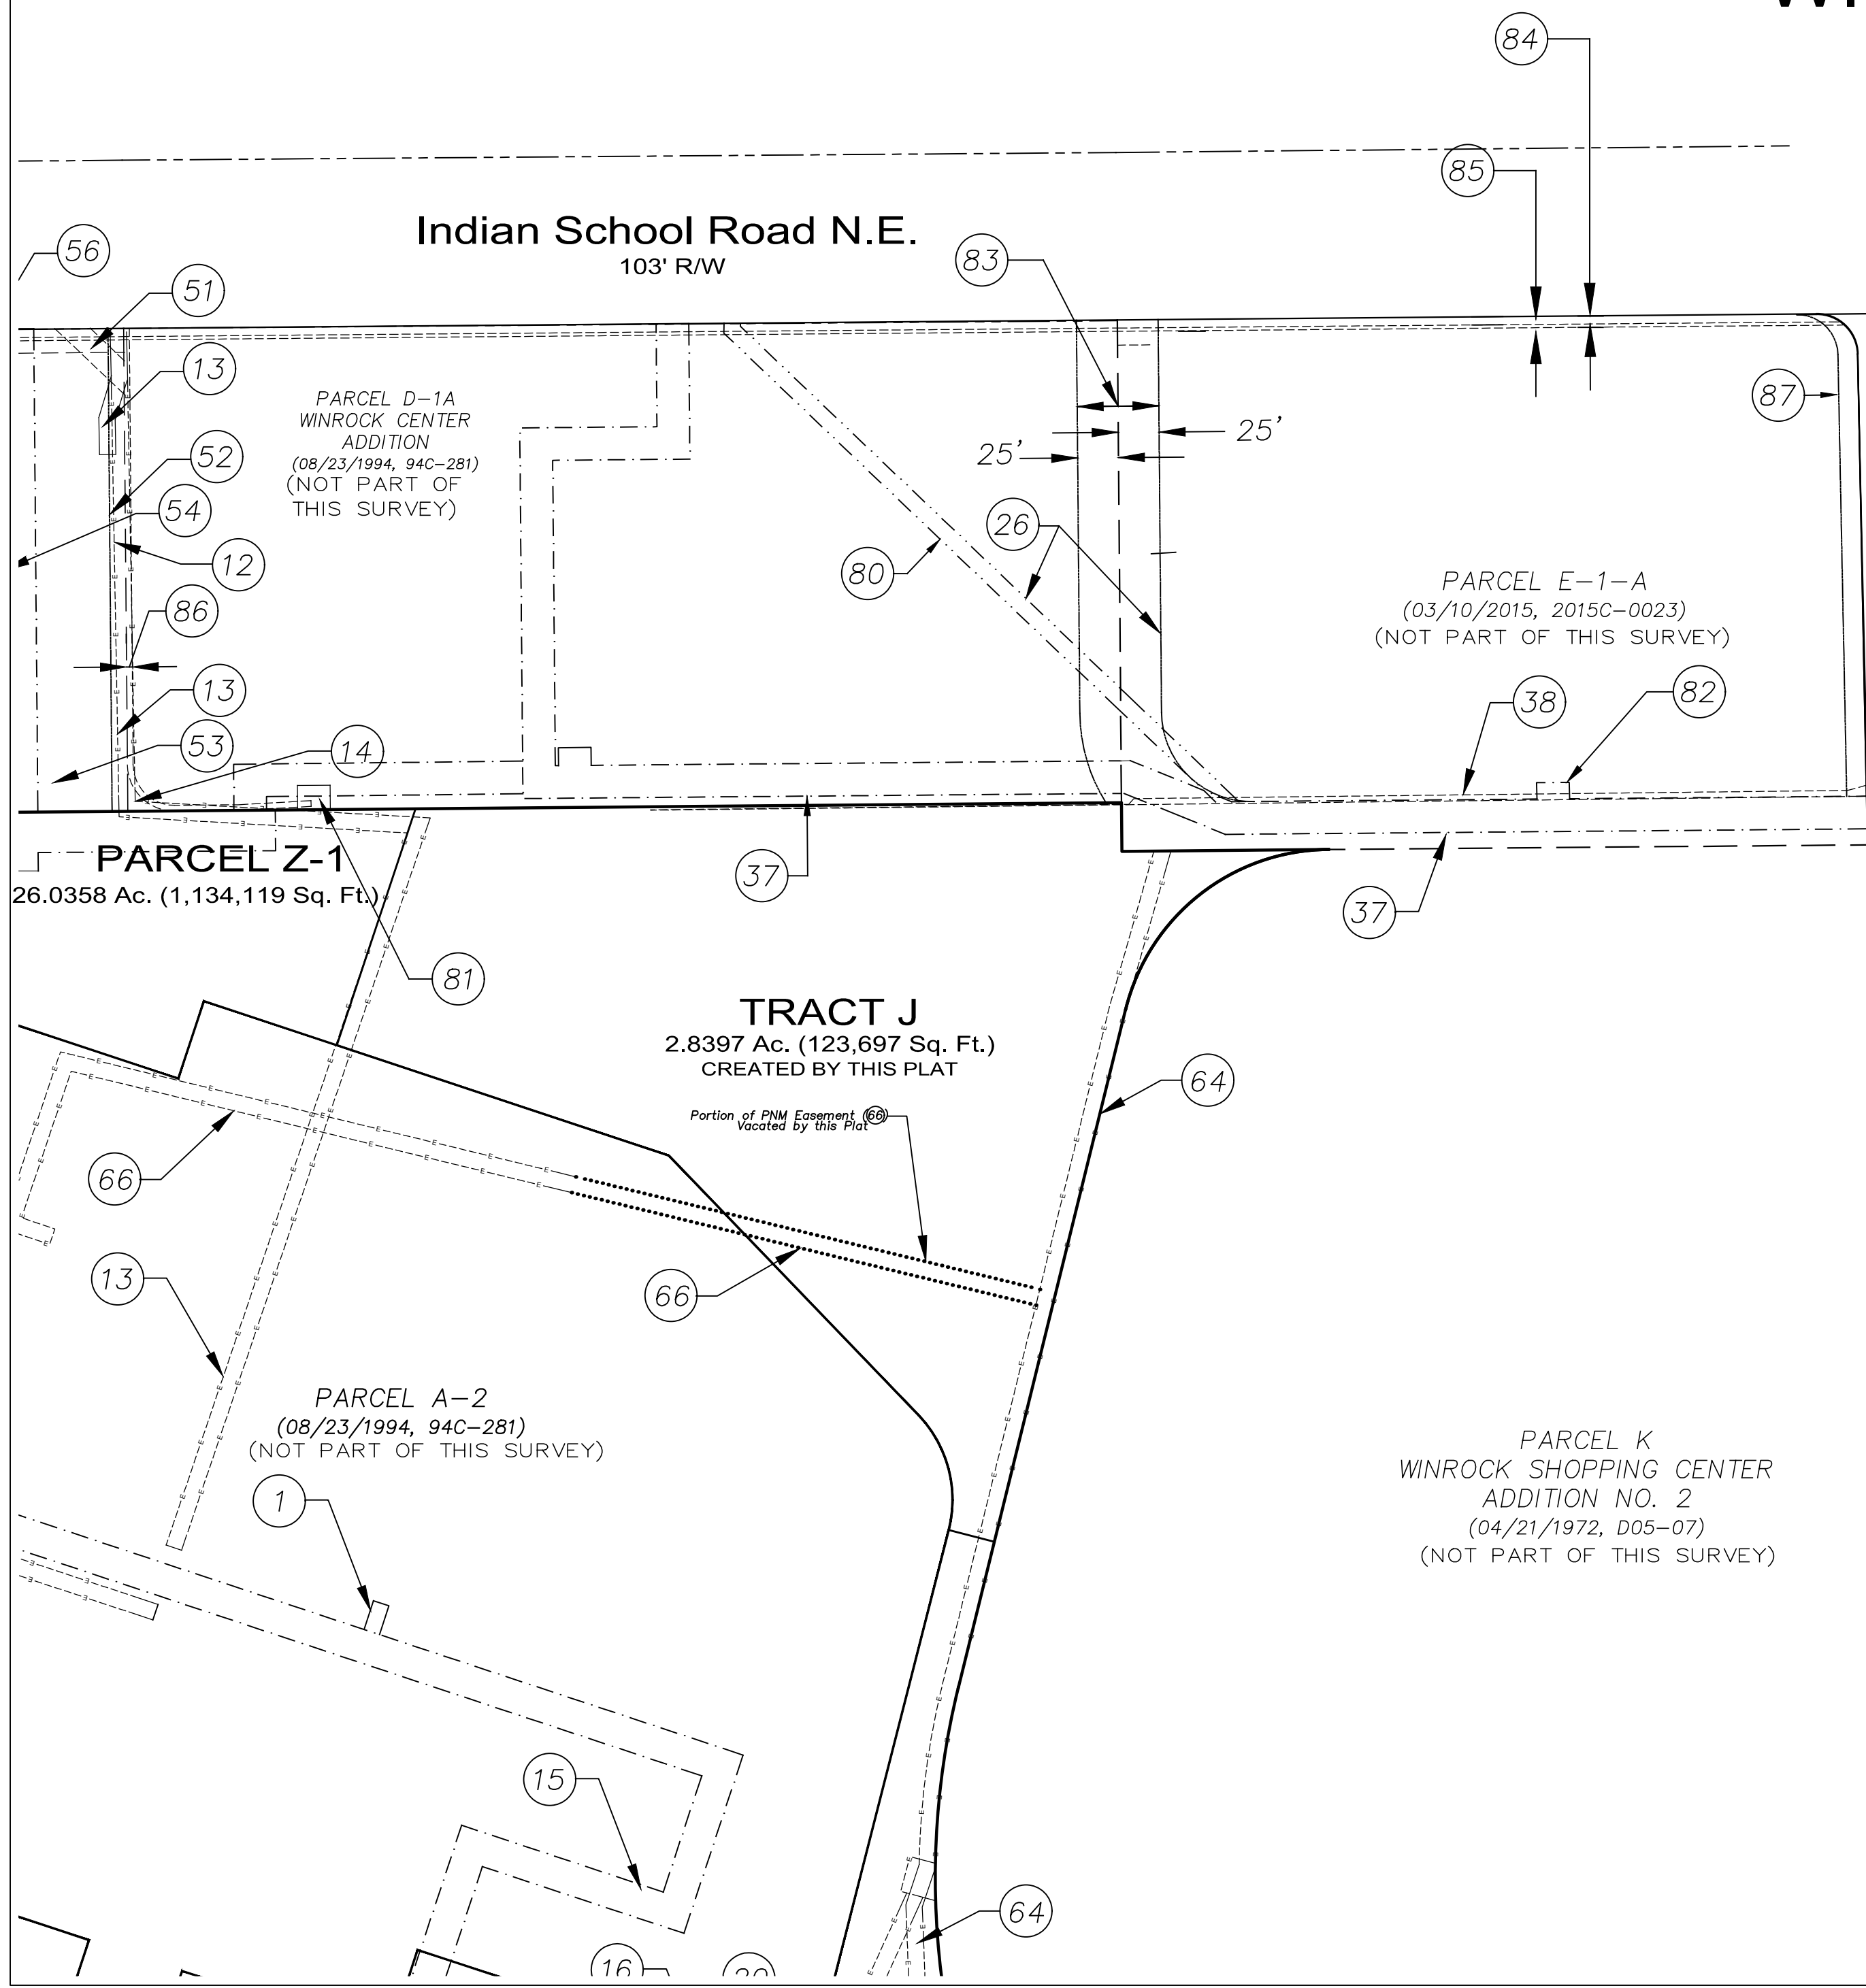 84
85
Indian School Road N.E.
103' R/W
56
83
51
13
87
PARCEL D-1A
WINROCK CENTER
ADDITION
(08/23/1994, 94C-281)
(NOT PART OF
THIS SURVEY)
25'
25'
52
54
26
12
80
PARCEL E-1-A
(03/10/2015, 2015C-0023)
(NOT PART OF THIS SURVEY)
86
13
38
82
53
14
PARCEL Z-1
26.0358 Ac. (1,134,119 Sq. Ft.)
37
37
81
TRACT J
2.8397 Ac. (123,697 Sq. Ft.)
CREATED BY THIS PLAT
64
Portion of PNM Easement (66)
Vacated by this Plat
66
13
66
PARCEL A-2
(08/23/1994, 94C-281)
(NOT PART OF THIS SURVEY)
1
PARCEL K
WINROCK SHOPPING CENTER
ADDITION NO. 2
(04/21/1972, D05-07)
(NOT PART OF THIS SURVEY)
15
64
16